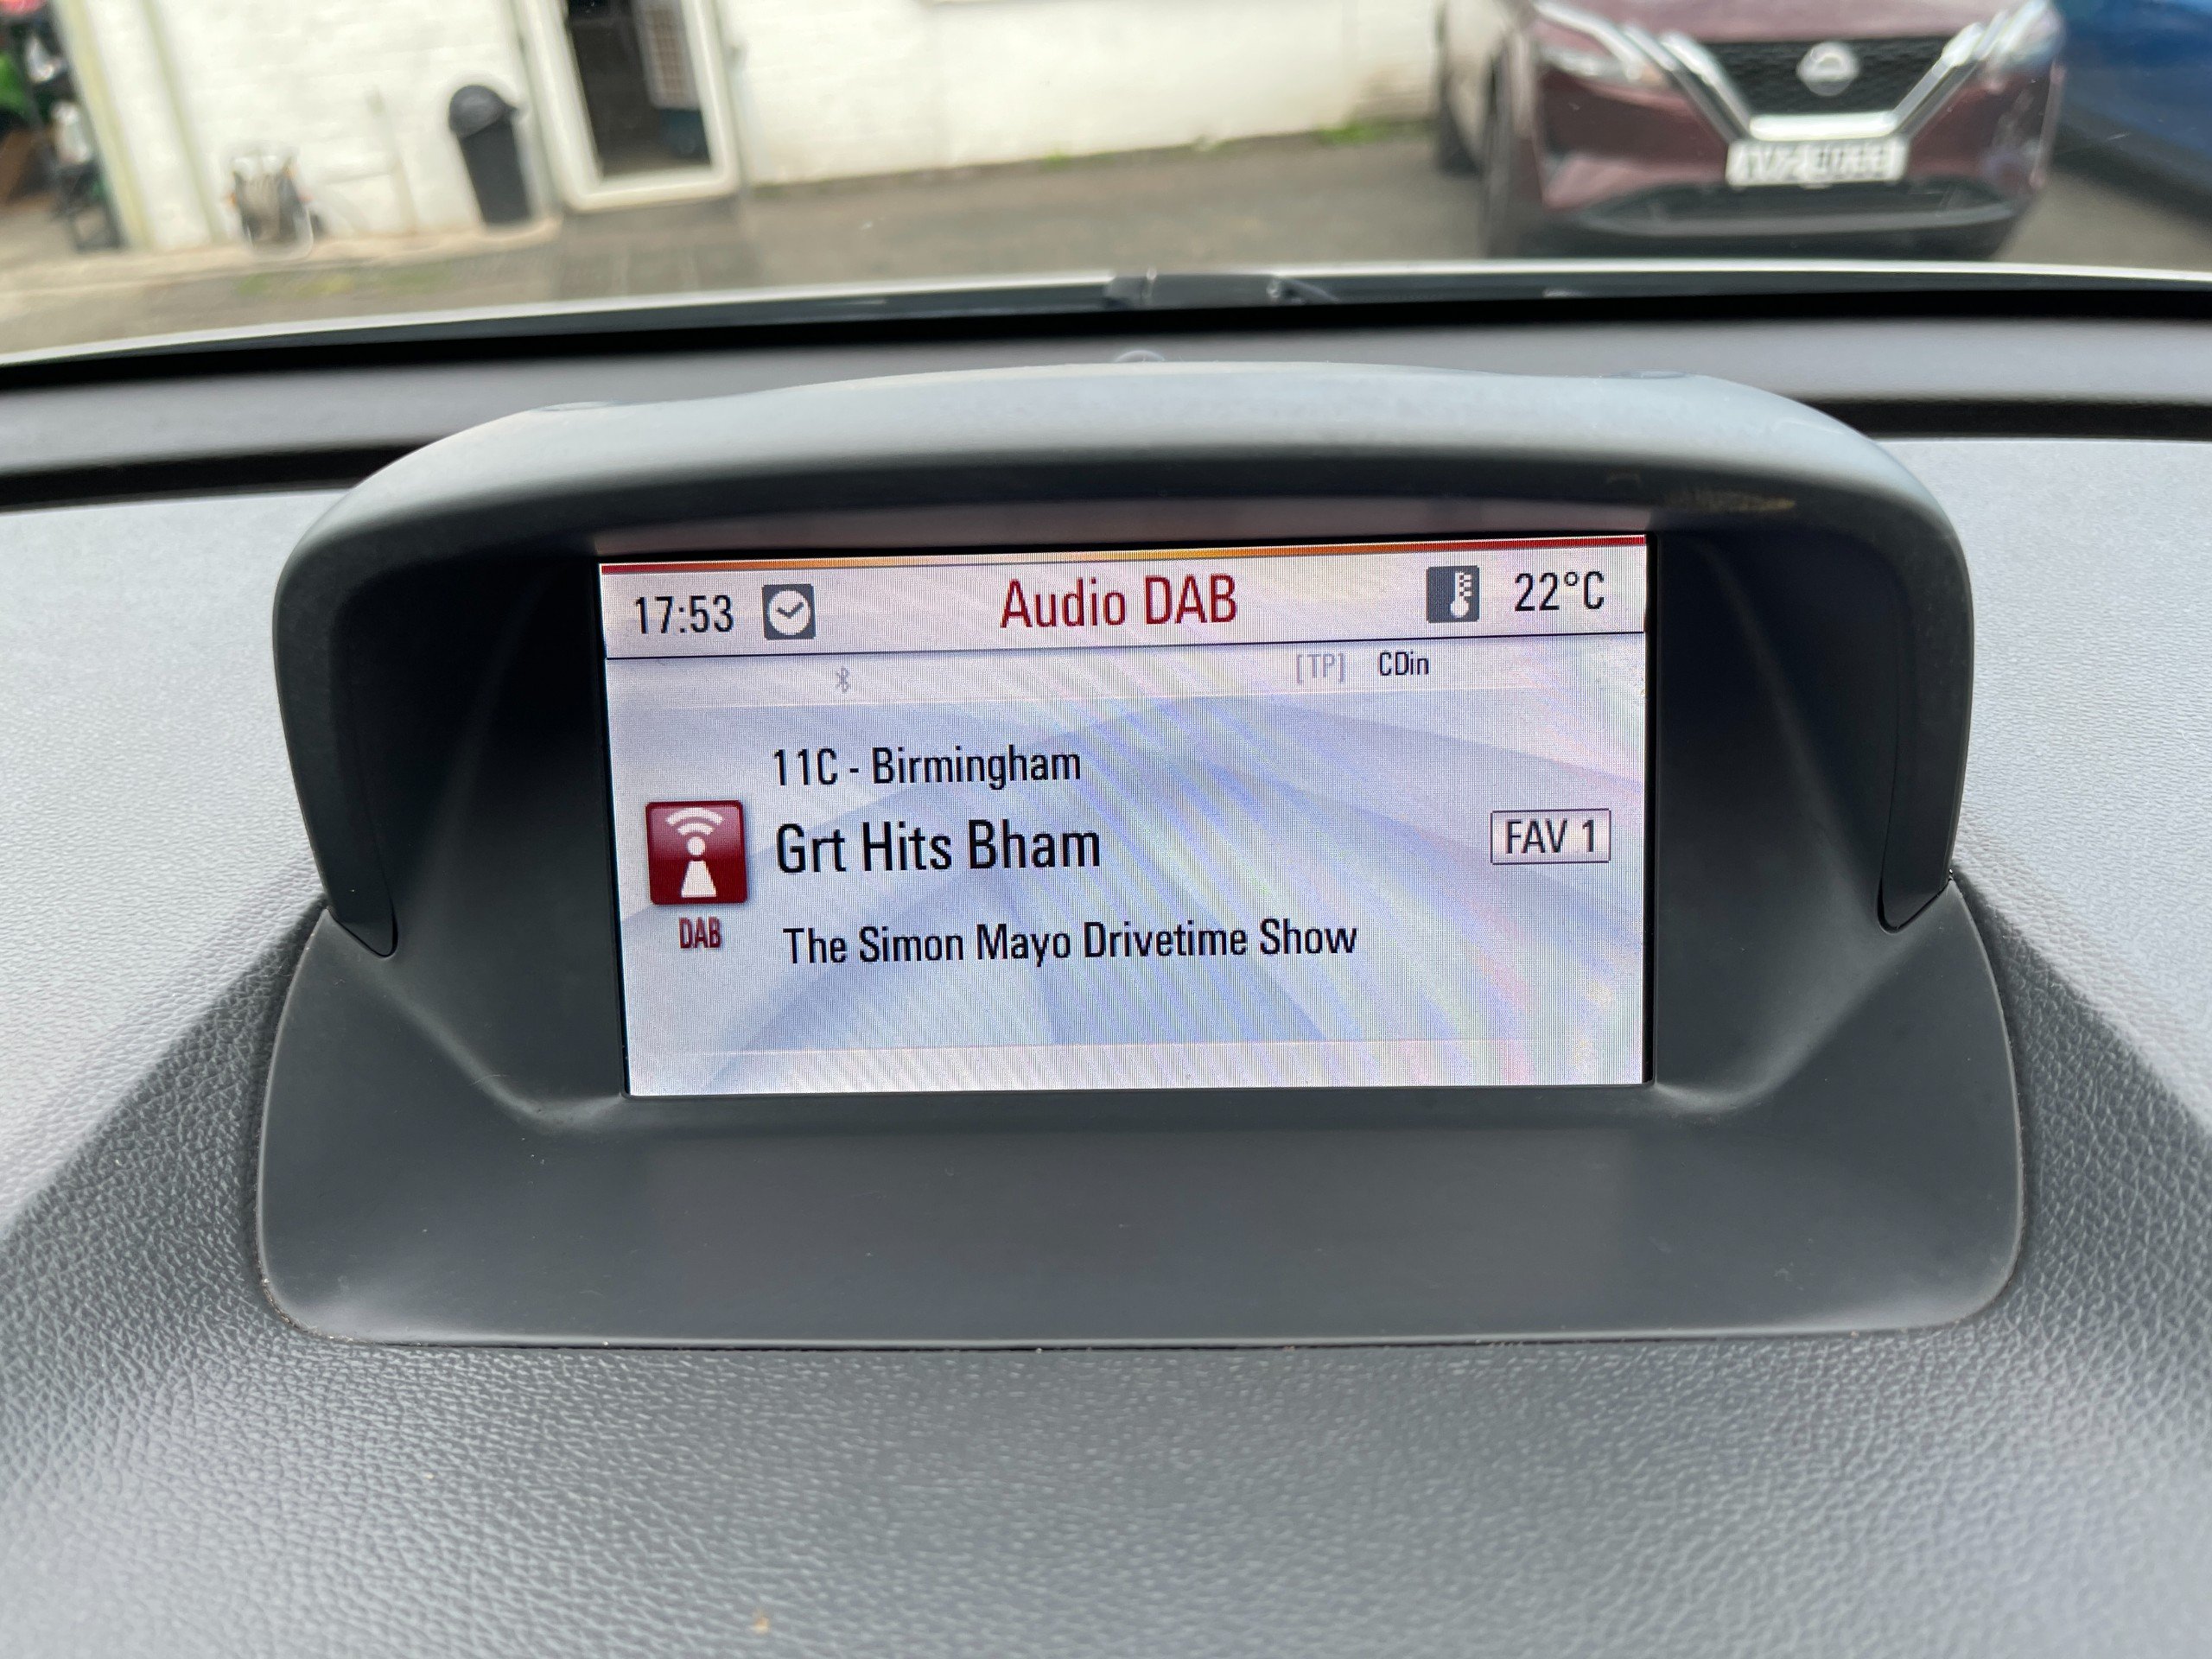 17:53 Audio DAB 22°C
[TP] CDin
11C - Birmingham
Grt Hits Bham FAV 1
DAB
The Simon Mayo Drivetime Show